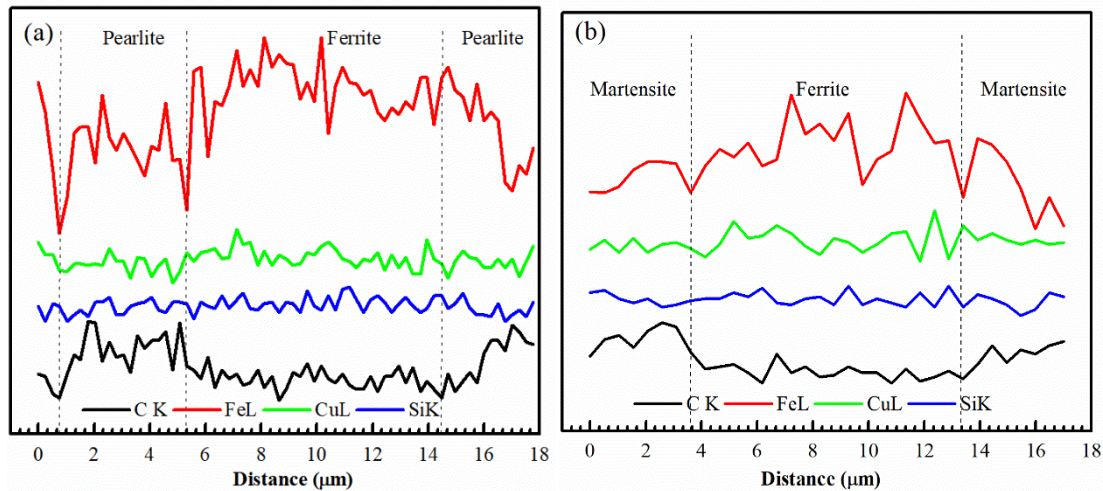 (a)
Pearlite
Ferrite
Pearlite
C K
FeL
CuL
SiK
0 2 4 6 8 10 12 14 16 18
Distance (μm)
(b)
Martensite
Ferrite
Martensite
C K
FeL
CuL
SiK
0 2 4 6 8 10 12 14 16 18
Distance (μm)